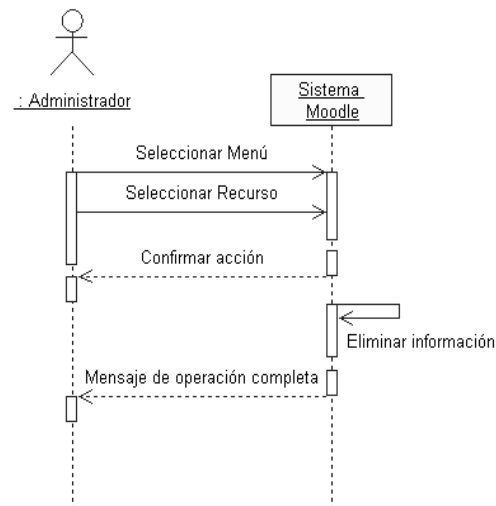 : Administrador
Sistema
Moodle
Seleccionar Menú
Seleccionar Recurso
Confirmar acción
Eliminar información
Mensaje de operación completa